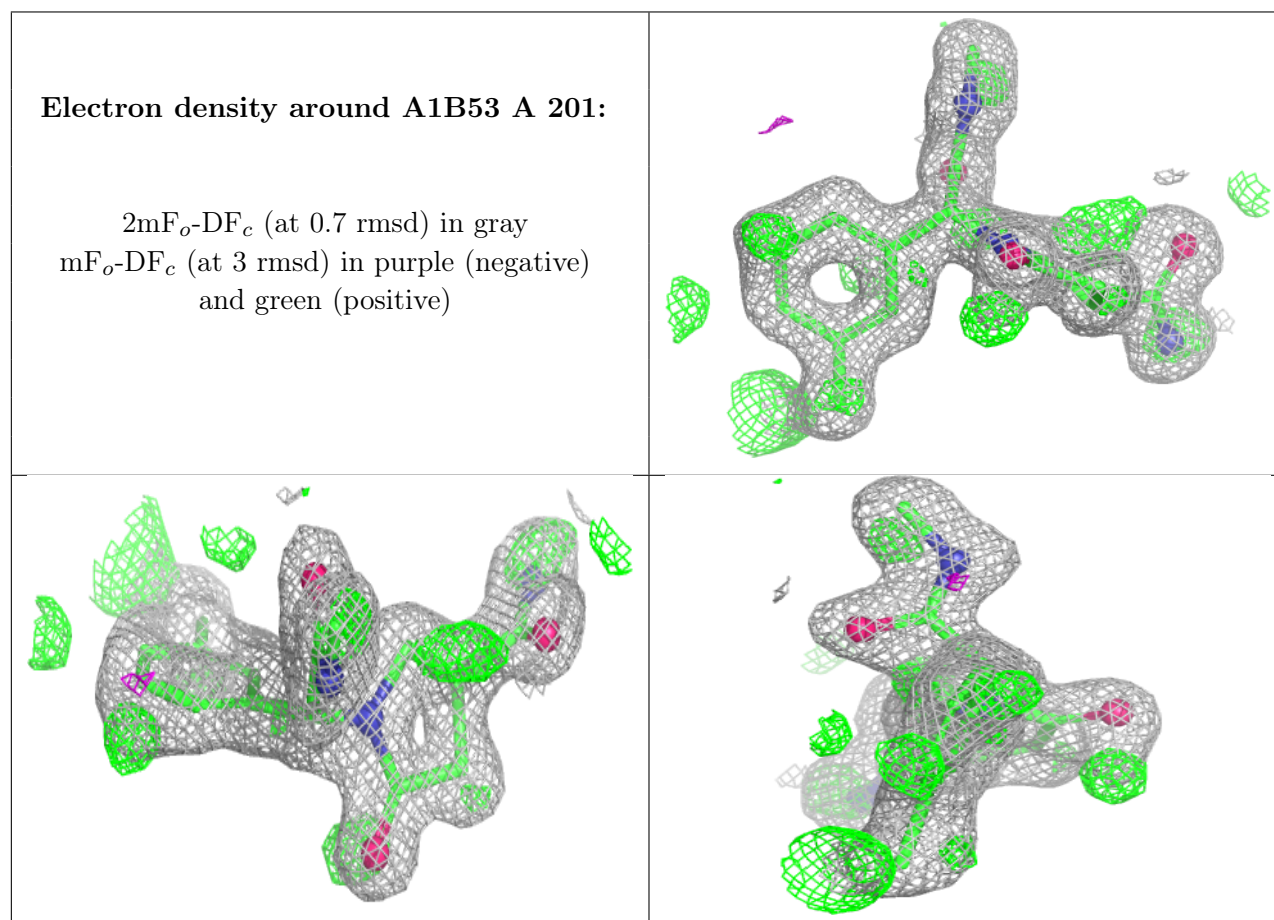 Electron density around A1B53 A 201:
2mFₒ-DF𝒸 (at 0.7 rmsd) in gray
mFₒ-DF𝒸 (at 3 rmsd) in purple (negative)
and green (positive)